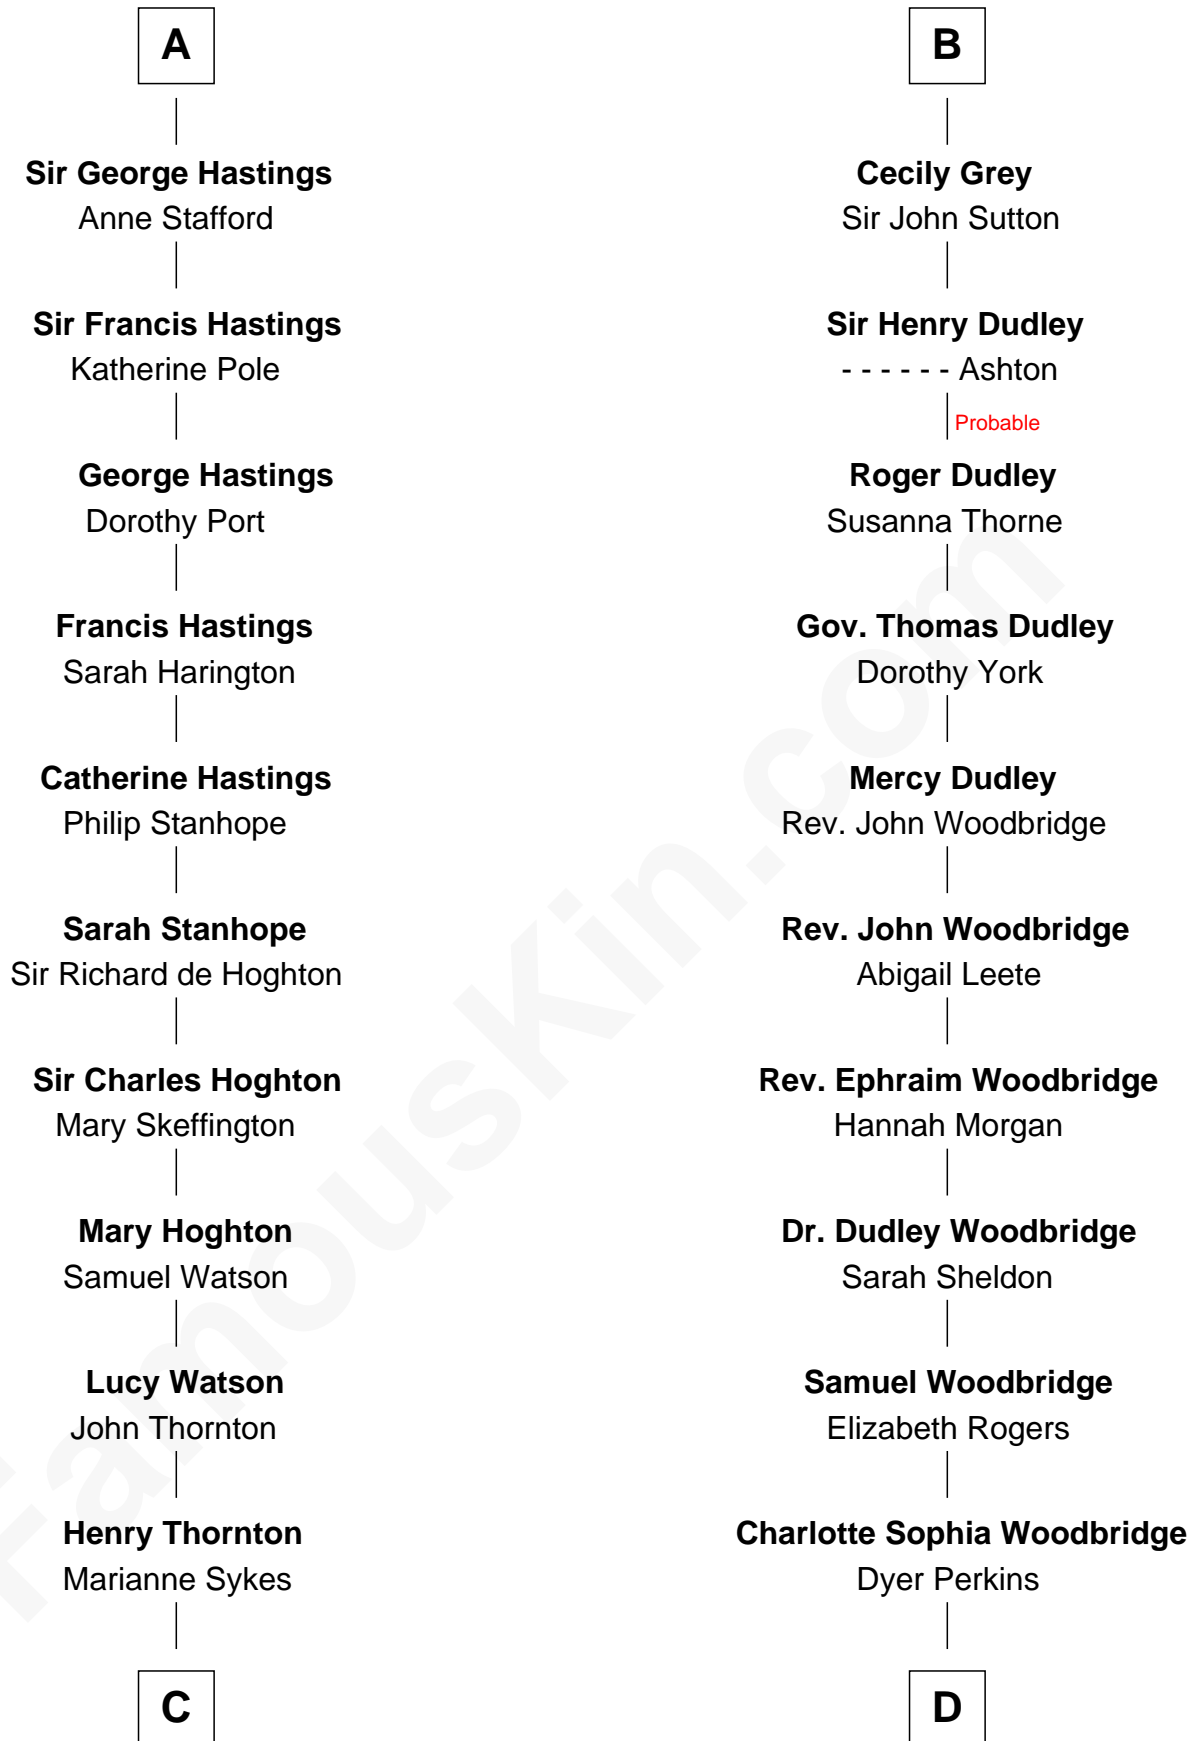 A
Sir George Hastings
Anne Stafford
Sir Francis Hastings
Katherine Pole
George Hastings
Dorothy Port
Francis Hastings
Sarah Harington
Catherine Hastings
Philip Stanhope
Sarah Stanhope
Sir Richard de Hoghton
Sir Charles Hoghton
Mary Skeffington
Mary Hoghton
Samuel Watson
Lucy Watson
John Thornton
Henry Thornton
Marianne Sykes
C
B
Cecily Grey
Sir John Sutton
Sir Henry Dudley
- - - - - - Ashton
Probable
Roger Dudley
Susanna Thorne
Gov. Thomas Dudley
Dorothy York
Mercy Dudley
Rev. John Woodbridge
Rev. John Woodbridge
Abigail Leete
Rev. Ephraim Woodbridge
Hannah Morgan
Dr. Dudley Woodbridge
Sarah Sheldon
Samuel Woodbridge
Elizabeth Rogers
Charlotte Sophia Woodbridge
Dyer Perkins
D
FamousKin.com